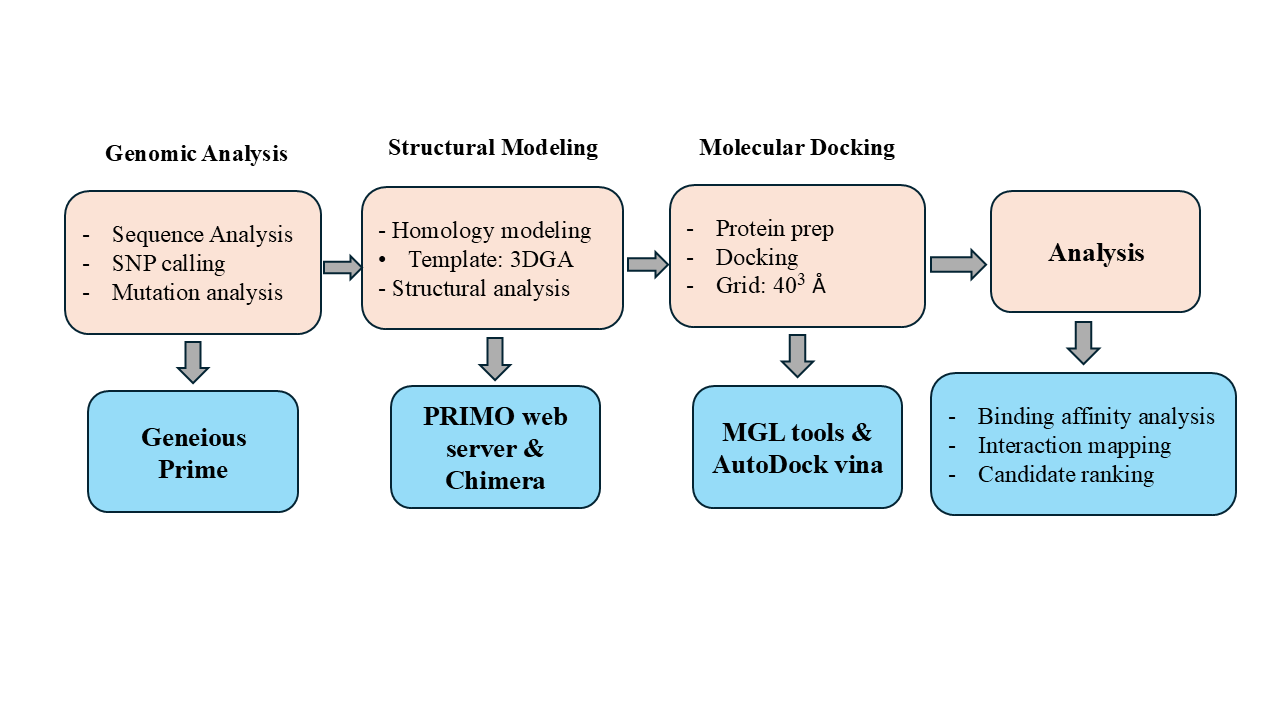 Genomic Analysis
- Sequence Analysis
- SNP calling
- Mutation analysis
Geneious
Prime
Structural Modeling
- Homology modeling
• Template: 3DGA
- Structural analysis
PRIMO web
server &
Chimera
Molecular Docking
- Protein prep
- Docking
- Grid: 40³ Å
MGL tools &
AutoDock vina
Analysis
- Binding affinity analysis
- Interaction mapping
- Candidate ranking